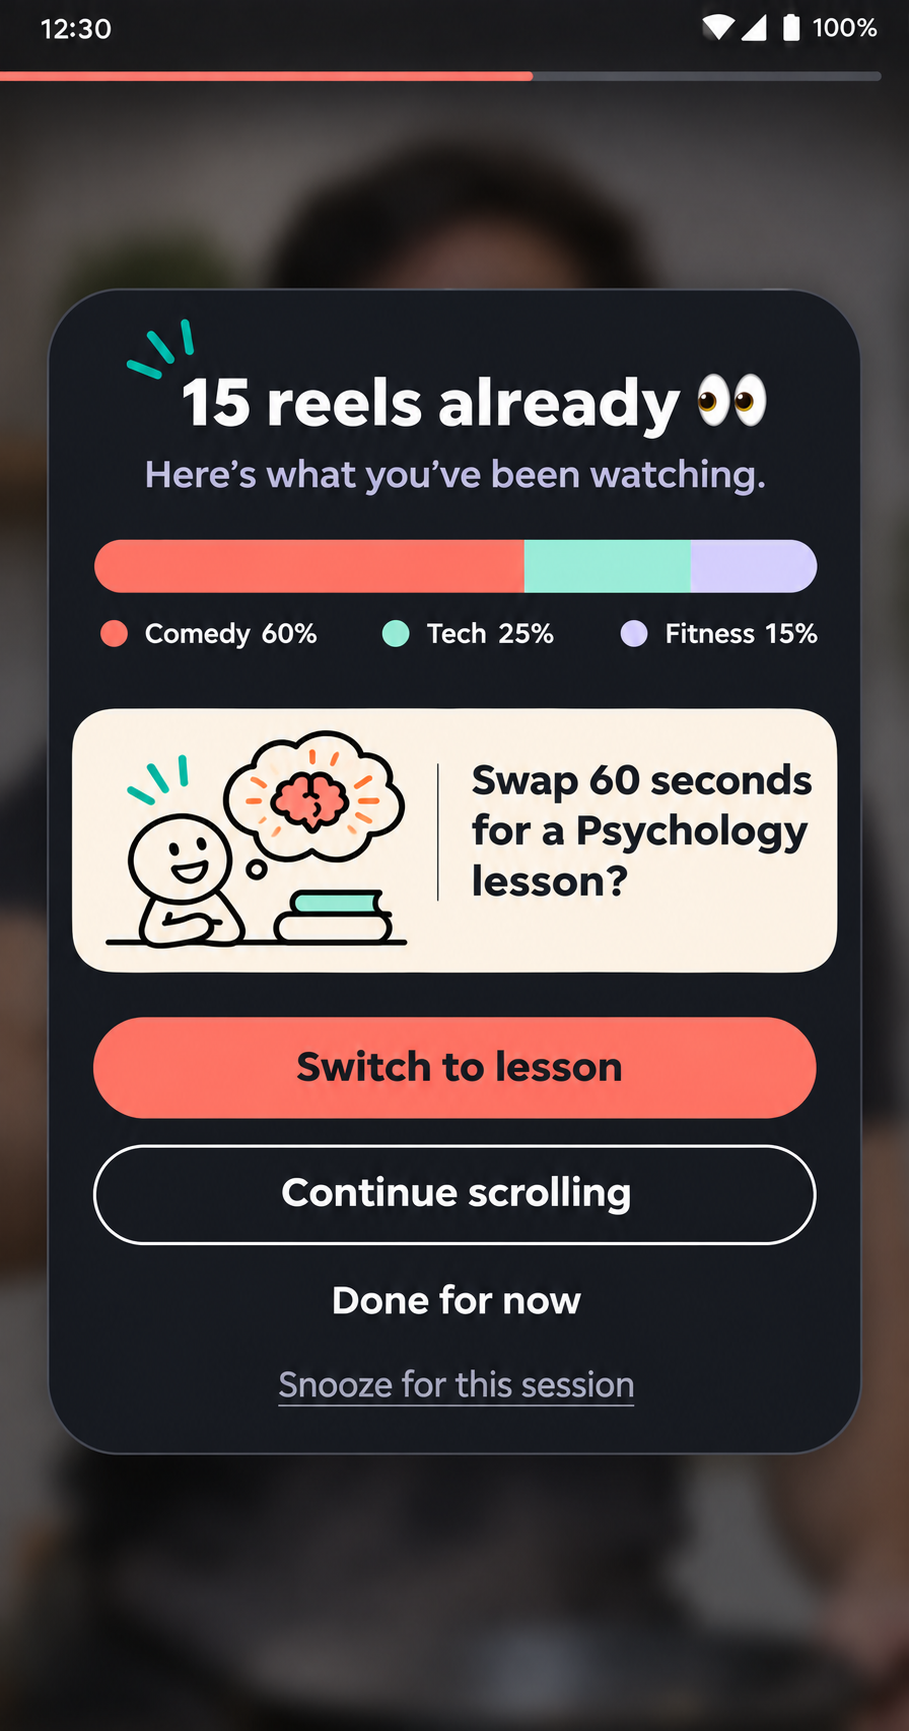 12:30 100%
15 reels already 👀
Here's what you've been watching.
Comedy 60% Tech 25% Fitness 15%
Swap 60 seconds
for a Psychology
lesson?
Switch to lesson
Continue scrolling
Done for now
Snooze for this session